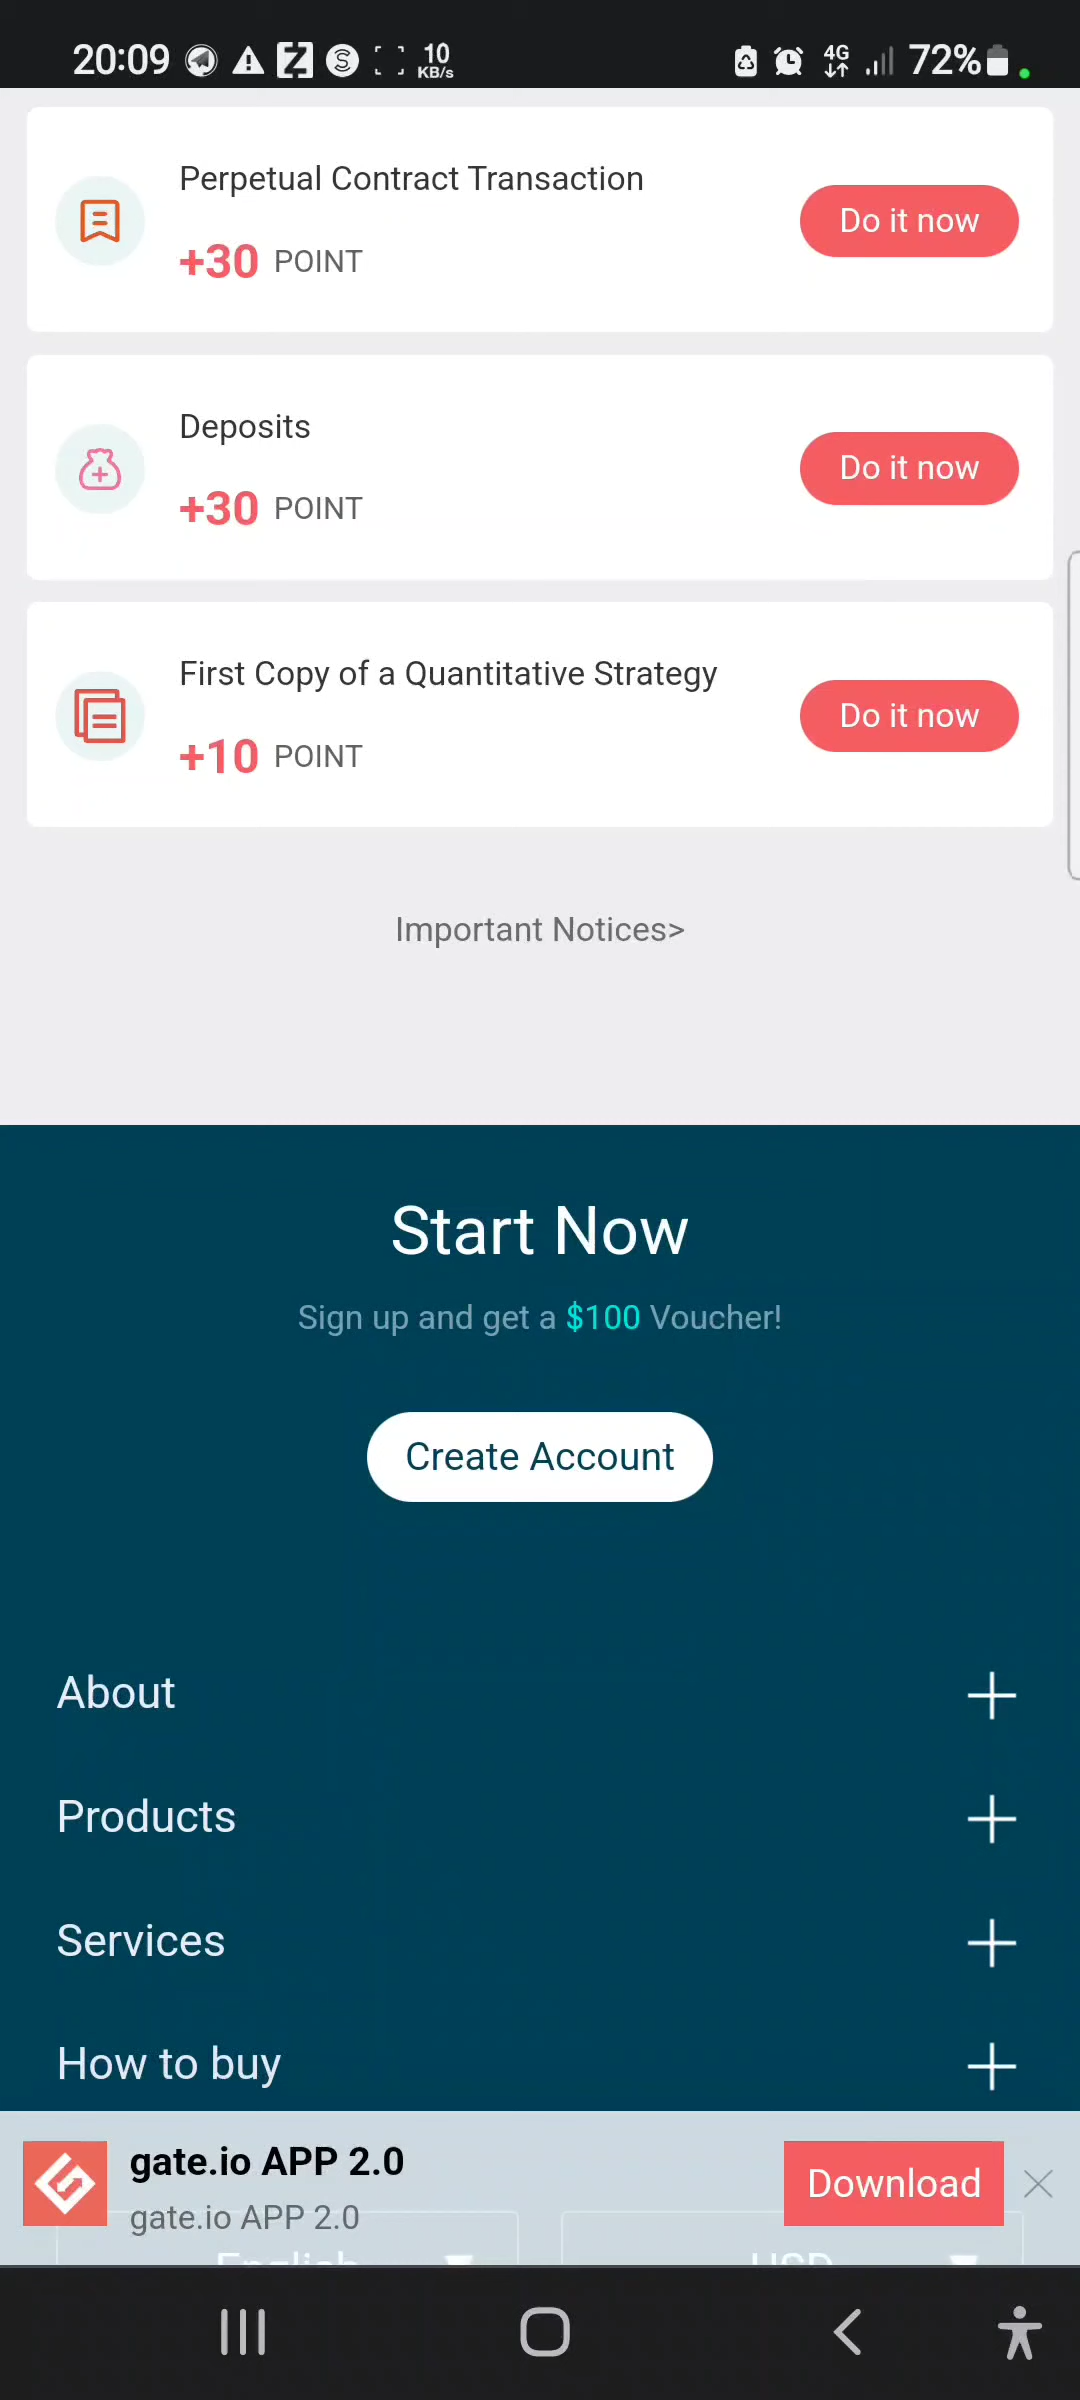 20:09
10
KB/s
4G
72%
Perpetual Contract Transaction
+30 POINT
Do it now
Deposits
+30 POINT
Do it now
First Copy of a Quantitative Strategy
+10 POINT
Do it now
Important Notices>
Start Now
Sign up and get a $100 Voucher!
Create Account
About
Products
Services
How to buy
gate.io APP 2.0
gate.io APP 2.0
Download
English
USD